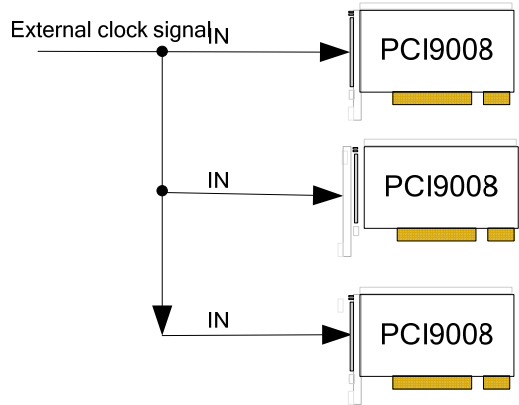 External clock signal
IN
PCI9008
IN
PCI9008
IN
PCI9008